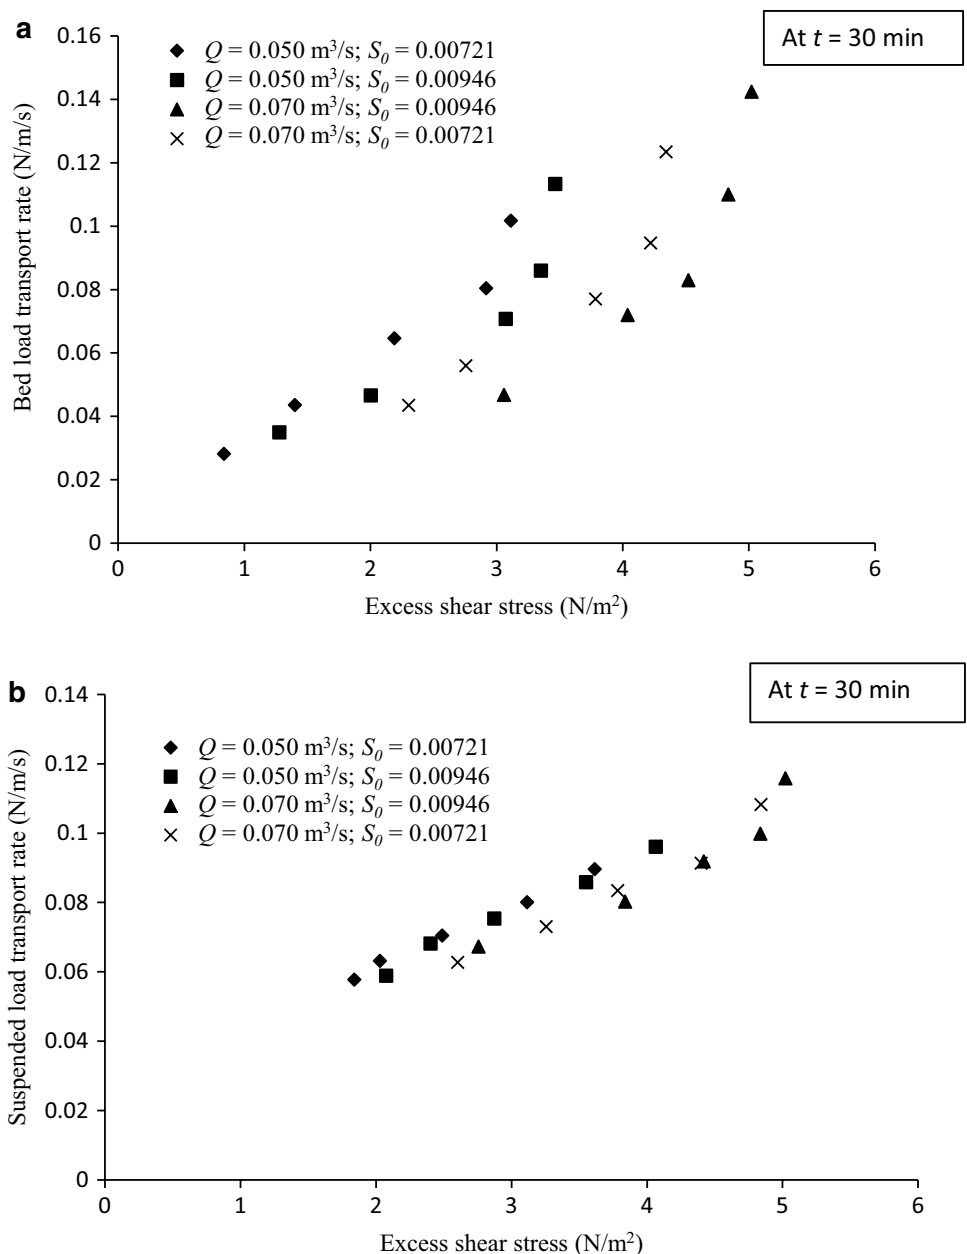 a
At t = 30 min
Q = 0.050 m³/s; S₀ = 0.00721
Q = 0.050 m³/s; S₀ = 0.00946
Q = 0.070 m³/s; S₀ = 0.00946
Q = 0.070 m³/s; S₀ = 0.00721
Bed load transport rate (N/m/s)
0.16
0.14
0.12
0.1
0.08
0.06
0.04
0.02
0
0 1 2 3 4 5 6
Excess shear stress (N/m²)
b
At t = 30 min
Q = 0.050 m³/s; S₀ = 0.00721
Q = 0.050 m³/s; S₀ = 0.00946
Q = 0.070 m³/s; S₀ = 0.00946
Q = 0.070 m³/s; S₀ = 0.00721
Suspended load transport rate (N/m/s)
0.14
0.12
0.1
0.08
0.06
0.04
0.02
0
0 1 2 3 4 5 6
Excess shear stress (N/m²)